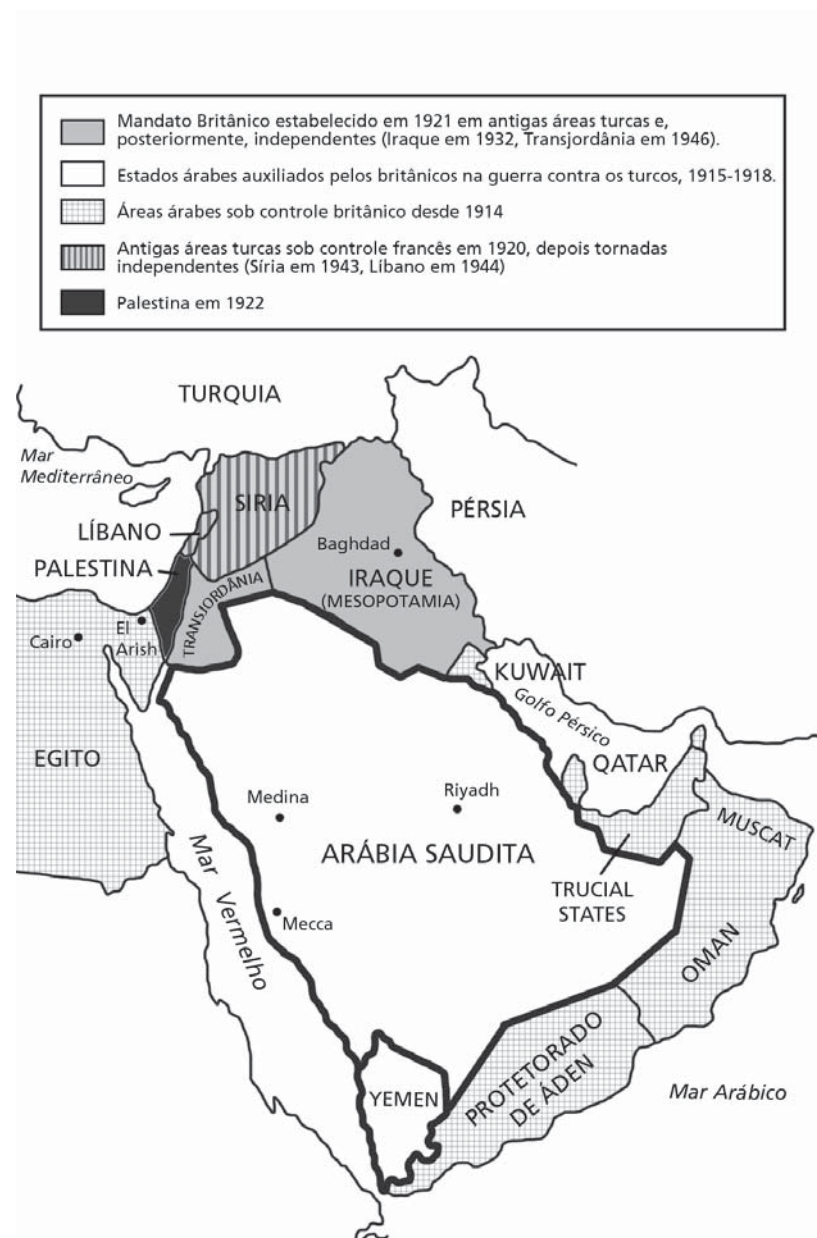 Mandato Britânico estabelecido em 1921 em antigas áreas turcas e,
posteriormente, independentes (Iraque em 1932, Transjordânia em 1946).
Estados árabes auxiliados pelos britânicos na guerra contra os turcos, 1915-1918.
Áreas árabes sob controle britânico desde 1914
Antigas áreas turcas sob controle francês em 1920, depois tornadas
independentes (Síria em 1943, Líbano em 1944)
Palestina em 1922
TURQUIA
Mar
Mediterrâneo
SIRIA
PÉRSIA
LÍBANO
Baghdad
PALESTINA
IRAQUE
(MESOPOTAMIA)
TRANSJORDÂNIA
Cairo
El
Arish
KUWAIT
Golfo Pérsico
EGITO
QATAR
Medina
Riyadh
MUSCAT
Mar Vermelho
ARÁBIA SAUDITA
TRUCIAL
STATES
Mecca
OMAN
PROTETORADO
DE ÁDEN
YEMEN
Mar Arábico